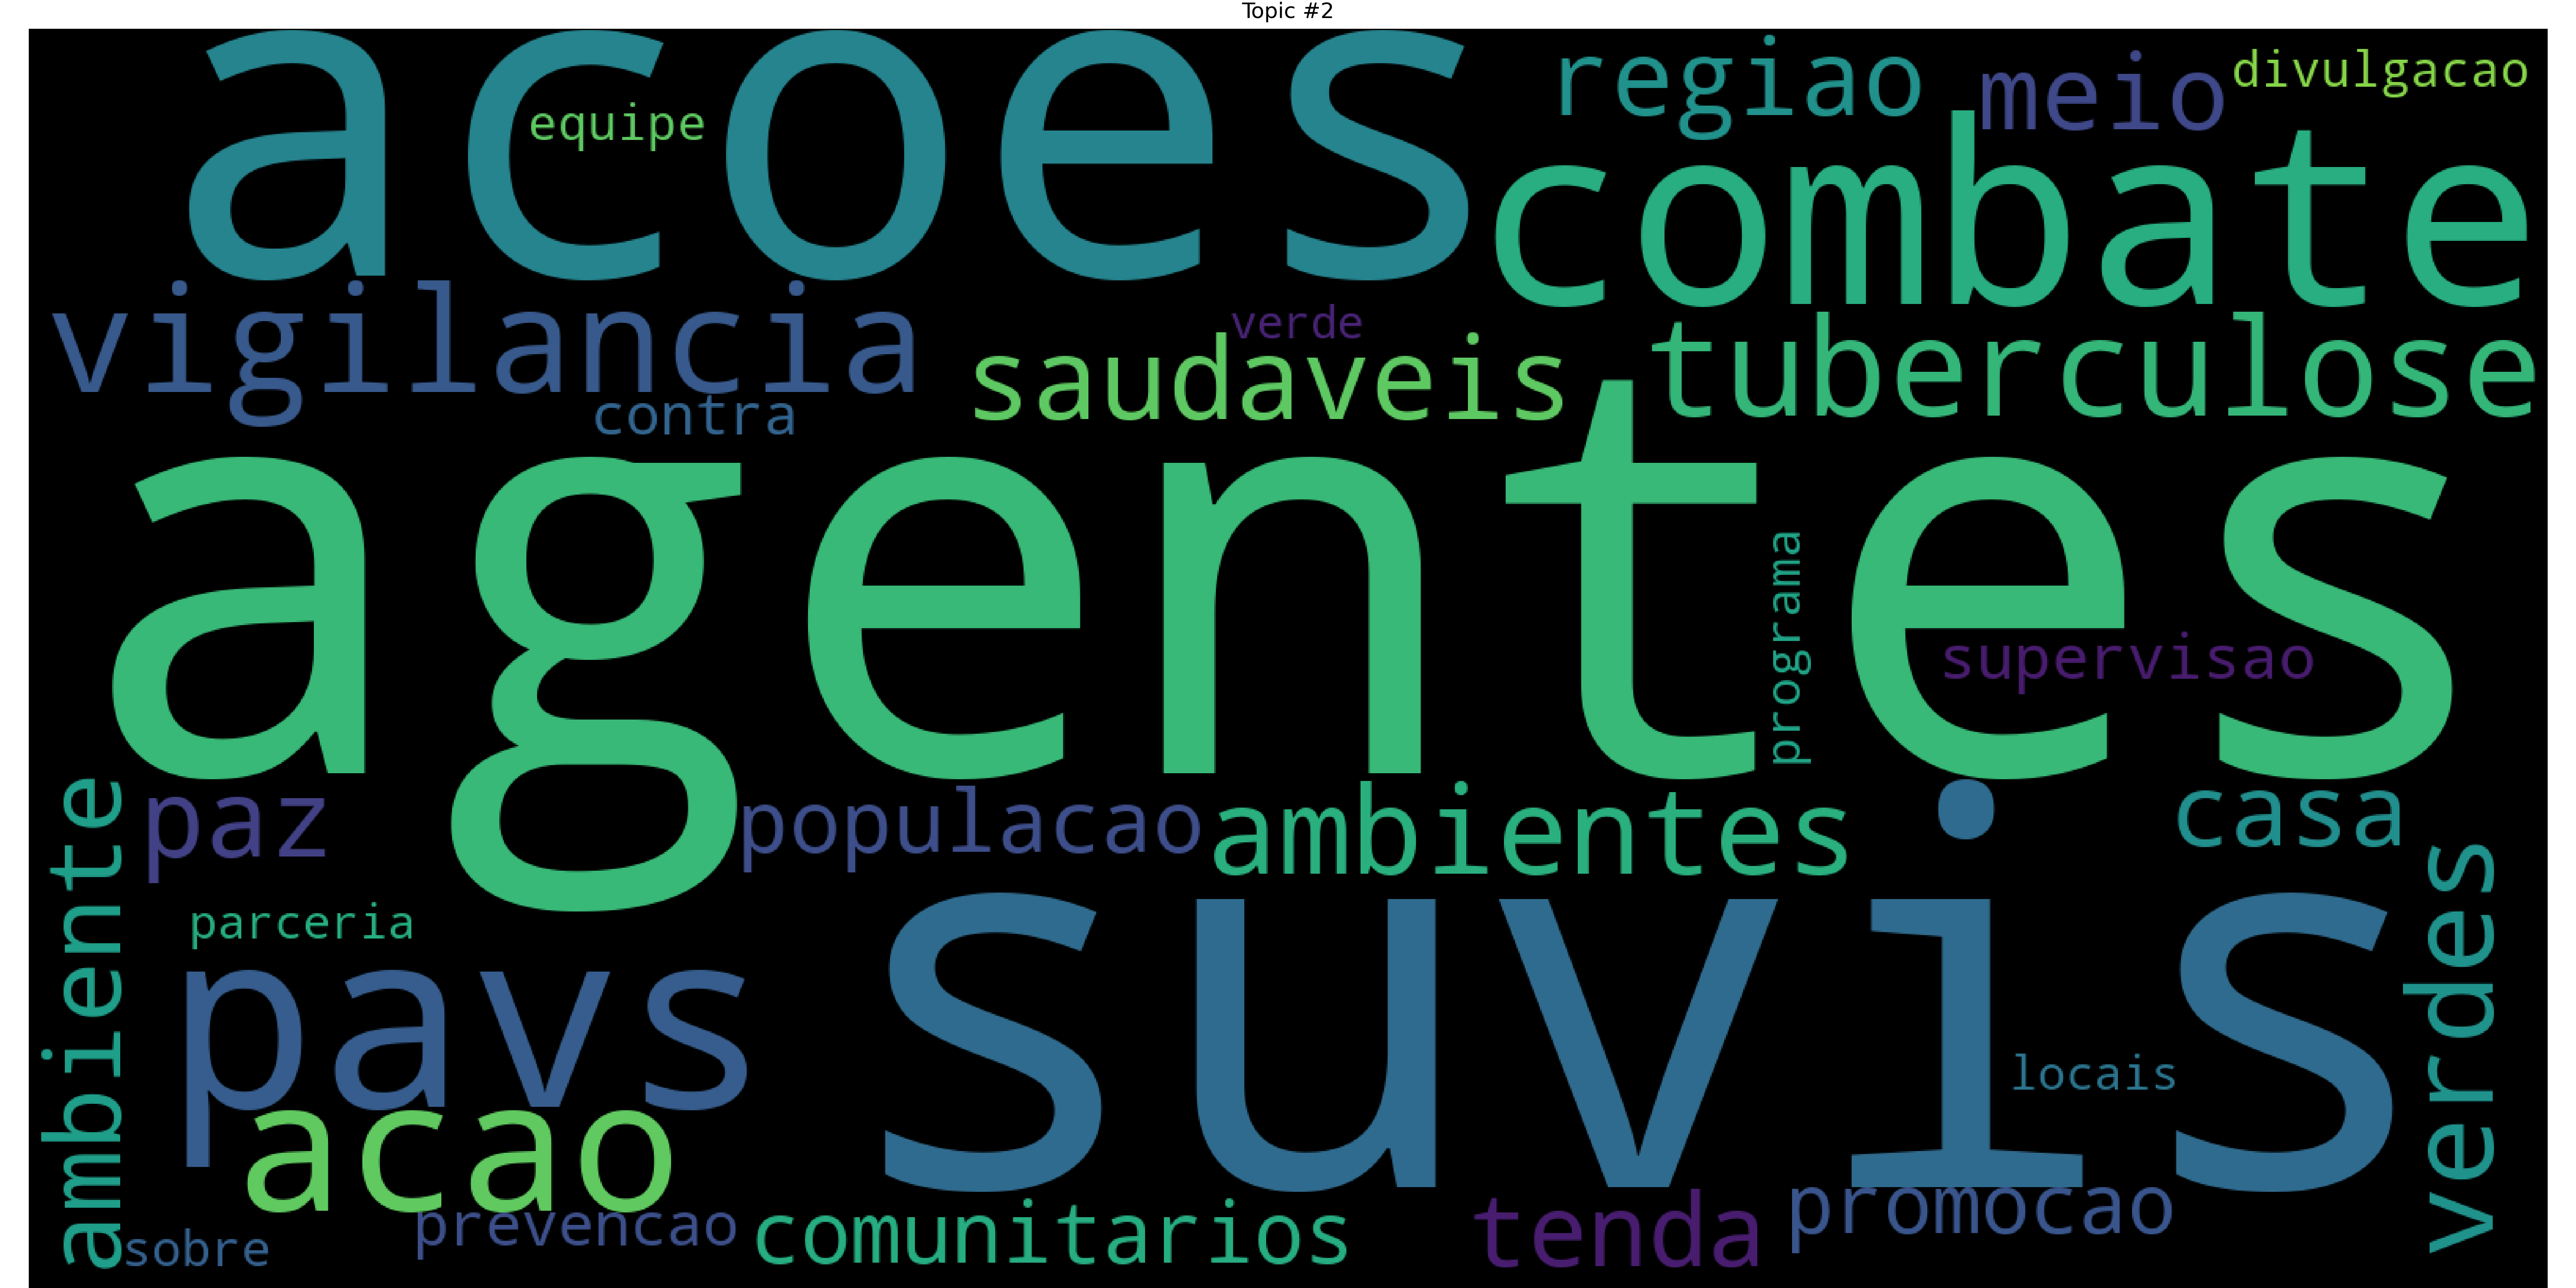 Topic #2
acoes
equipe
regiao
meio
divulgacao
combate
vigilancia
verde
saudaveis
tuberculose
contra
agentes
programa
supervisao
ambiente
paz
populacao
ambientes
casa
verdes
parceria
pavs
suvis
locais
acao
sobre
prevencao
comunitarios
tenda
promocao